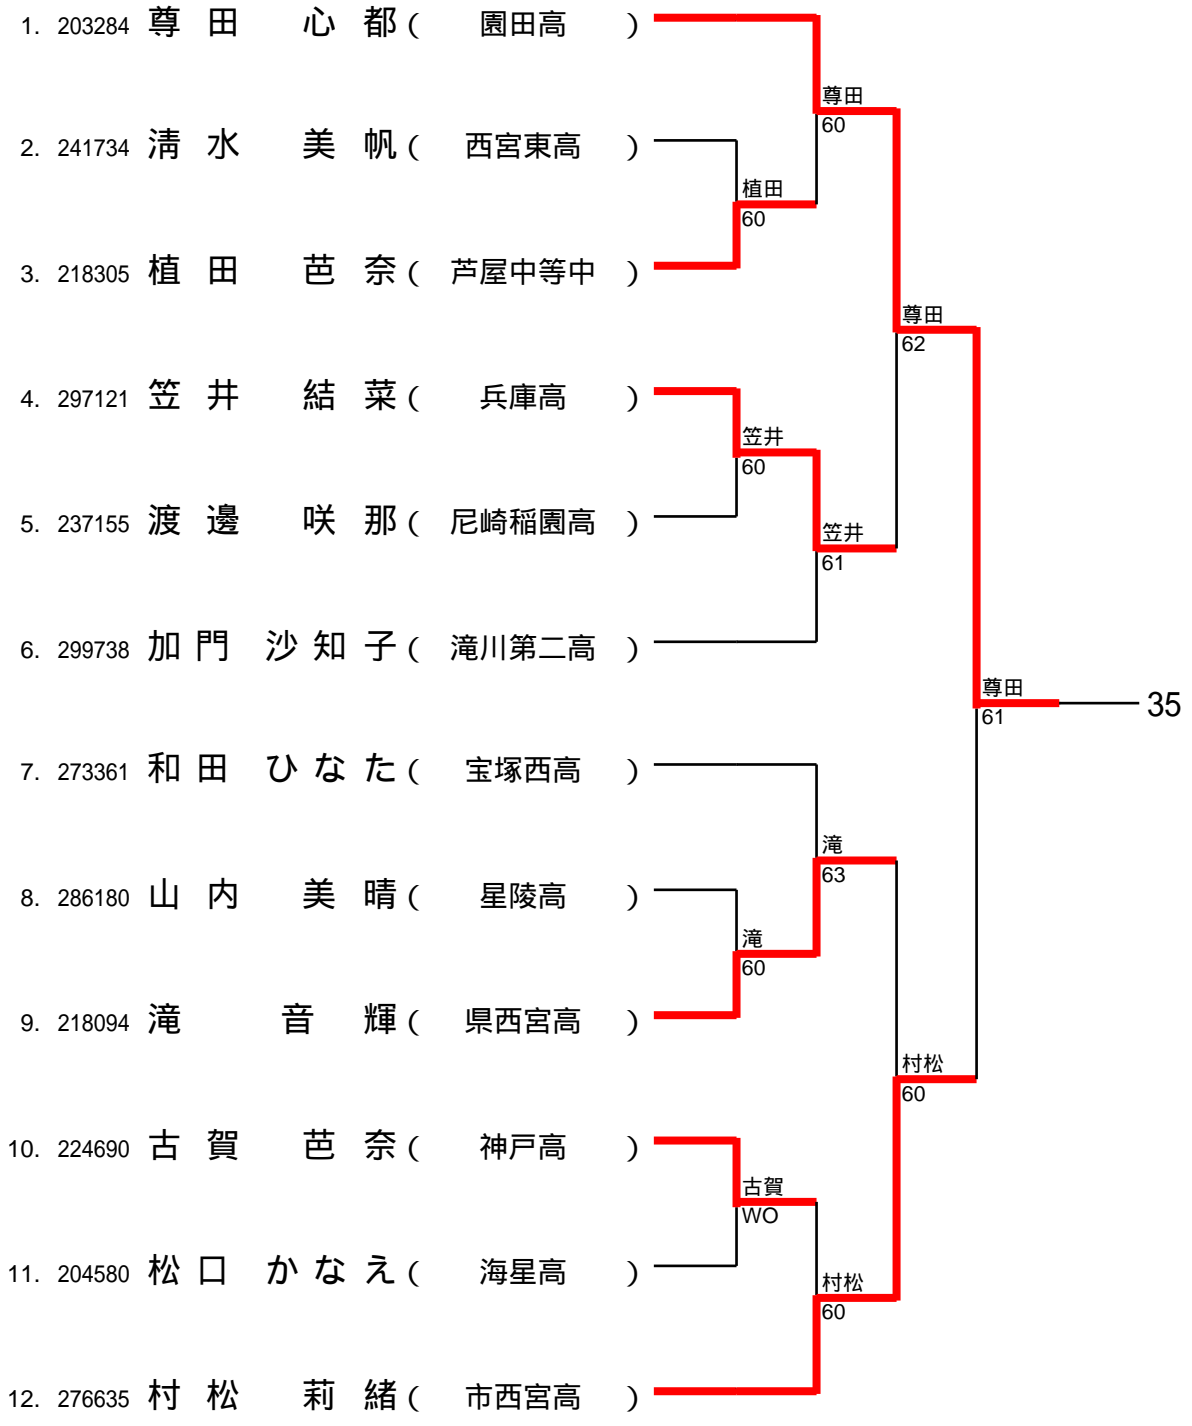 1. 203284 尊田 心都 ( 園田高 )
尊田
60
2. 241734 清水 美帆 ( 西宮東高 )
植田
60
3. 218305 植田 芭奈 ( 芦屋中等中 )
尊田
62
4. 297121 笠井 結菜 ( 兵庫高 )
笠井
60
5. 237155 渡邊 咲那 ( 尼崎稲園高 )
笠井
61
6. 299738 加門 沙知子 ( 滝川第二高 )
尊田
61
35
7. 273361 和田 ひなた ( 宝塚西高 )
滝
63
8. 286180 山内 美晴 ( 星陵高 )
滝
60
9. 218094 滝 音輝 ( 県西宮高 )
村松
60
10. 224690 古賀 芭奈 ( 神戸高 )
古賀
WO
11. 204580 松口 かなえ ( 海星高 )
村松
60
12. 276635 村松 莉緒 ( 市西宮高 )